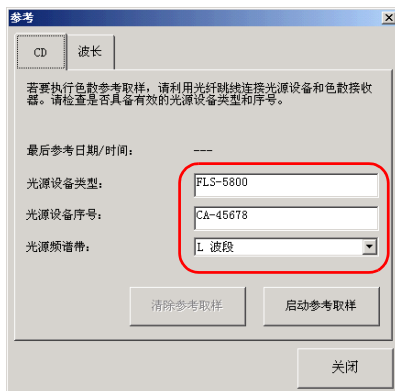 参考
CD 波长
若要执行色散参考取样，请利用光纤跳线连接光源设备和色散接收
器。请检查是否具备有效的光源设备类型和序号。
最后参考日期/时间： ---
光源设备类型： FLS-5800
光源设备序号： CA-45678
光源频谱带： L 波段
清除参考取样 启动参考取样
关闭